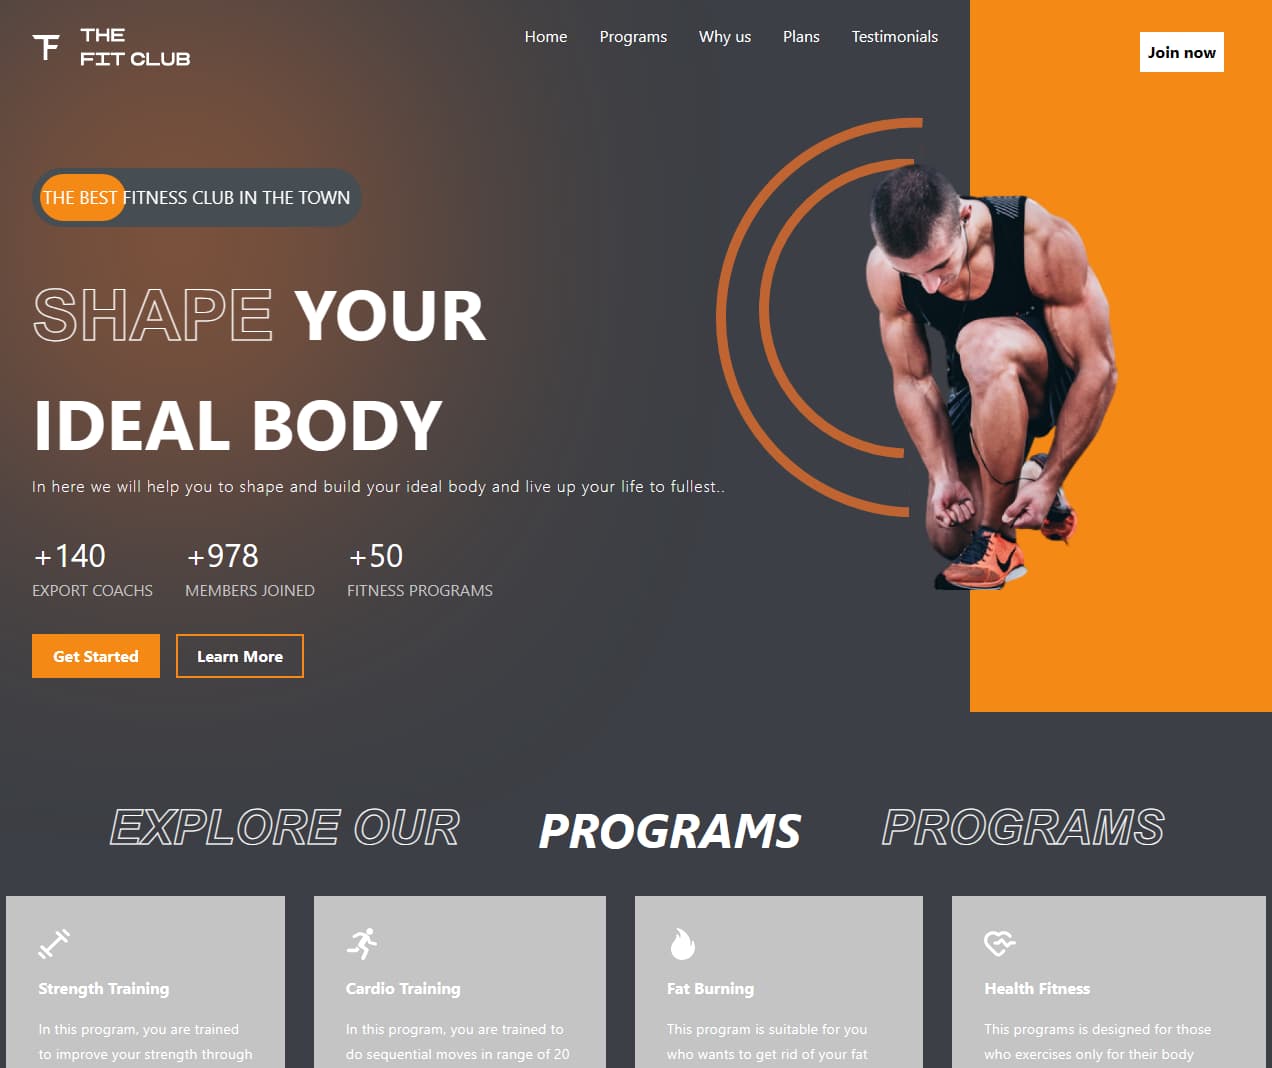 THE
FIT CLUB
Home Programs Why us Plans Testimonials
Join now
THE BEST FITNESS CLUB IN THE TOWN
SHAPE YOUR
IDEAL BODY
In here we will help you to shape and build your ideal body and live up your life to fullest..
+140 +978 +50
EXPORT COACHS MEMBERS JOINED FITNESS PROGRAMS
Get Started Learn More
EXPLORE OUR PROGRAMS PROGRAMS
Strength Training
In this program, you are trained
to improve your strength through
Cardio Training
In this program, you are trained to
do sequential moves in range of 20
Fat Burning
This program is suitable for you
who wants to get rid of your fat
Health Fitness
This programs is designed for those
who exercises only for their body